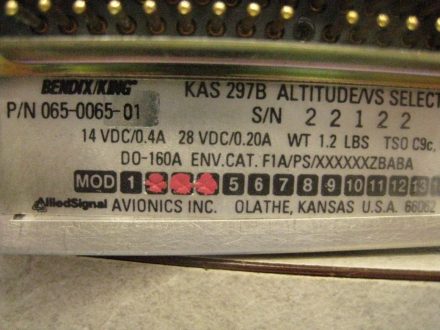 BENDIX/KING KAS 297B ALTITUDE/VS SELECT
P/N 065-0065-01 S/N 22122
14 VDC/0.4A 28 VDC/0.20A WT 1.2 LBS TSO C9c,
DO-160A ENV.CAT. F1A/PS/XXXXXXZBABA
MOD 1 5 6 7 8 9 10 11 12 13
AlliedSignal AVIONICS INC. OLATHE, KANSAS U.S.A. 66062